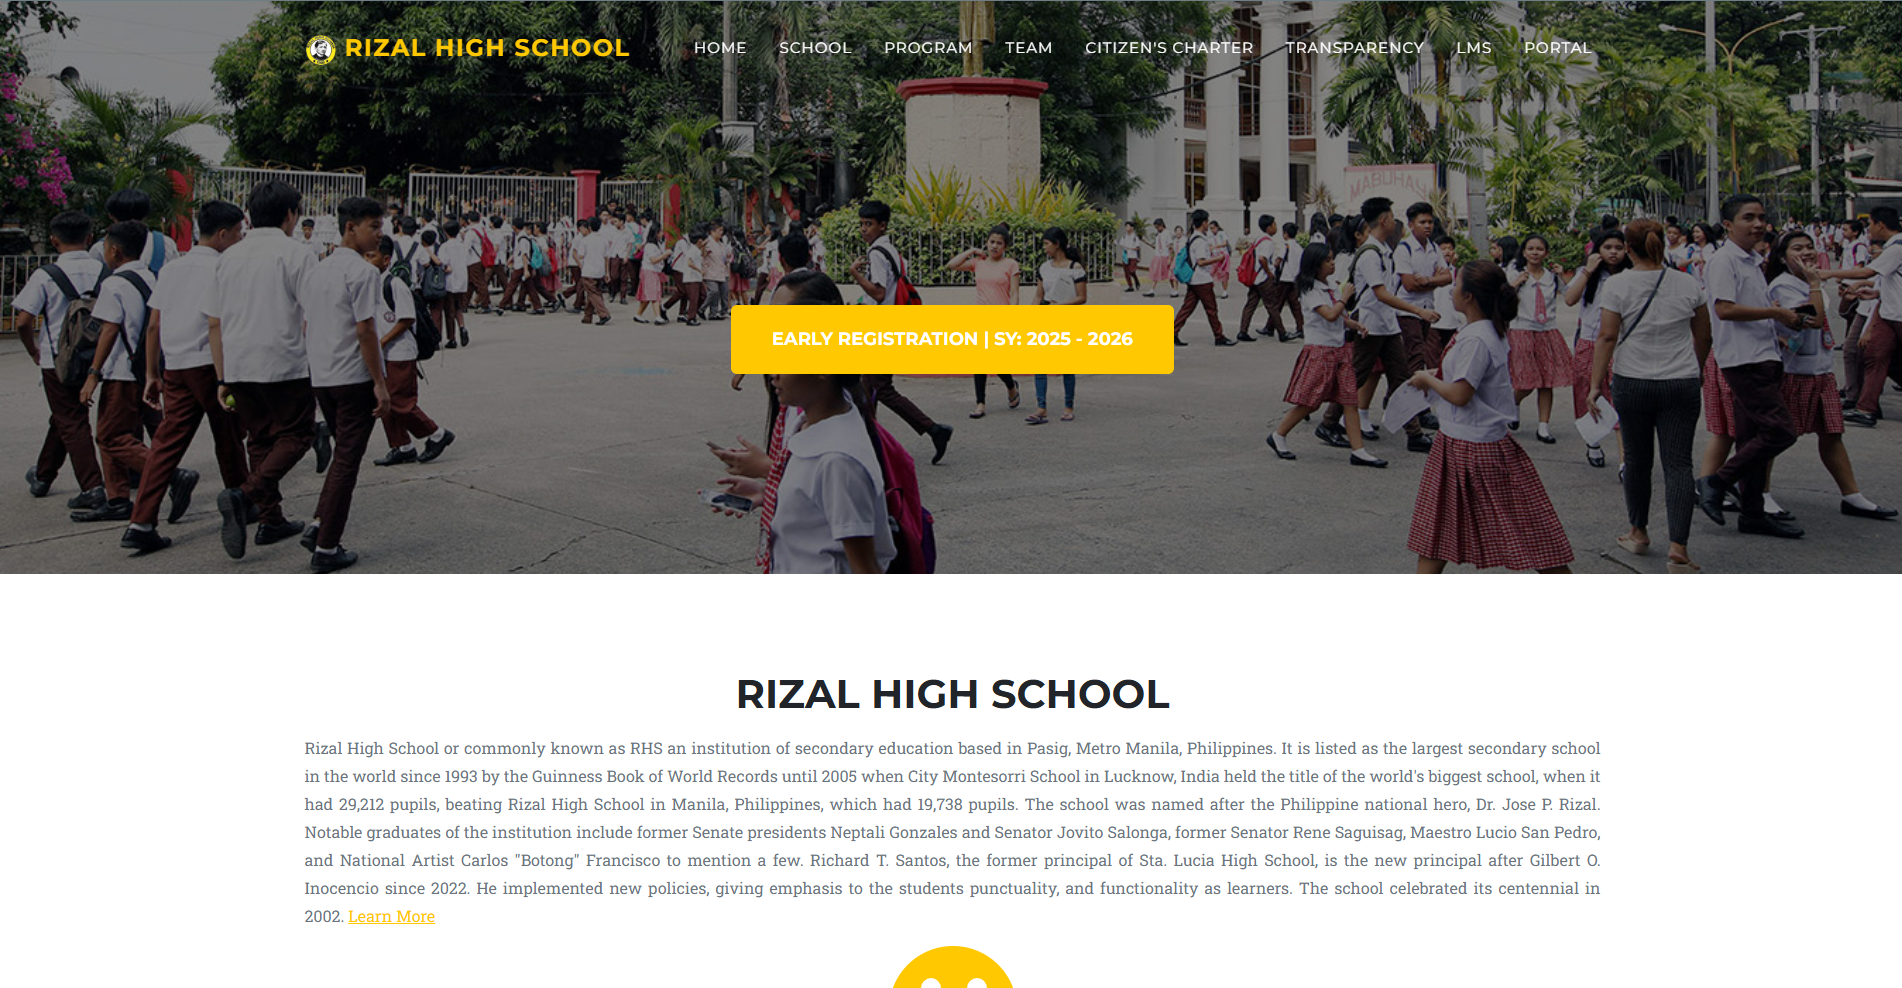 RIZAL HIGH SCHOOL
HOME SCHOOL PROGRAM TEAM CITIZEN'S CHARTER TRANSPARENCY LMS PORTAL
MABUHAY
EARLY REGISTRATION | SY: 2025 - 2026
RIZAL HIGH SCHOOL
Rizal High School or commonly known as RHS an institution of secondary education based in Pasig, Metro Manila, Philippines. It is listed as the largest secondary school
in the world since 1993 by the Guinness Book of World Records until 2005 when City Montesorri School in Lucknow, India held the title of the world's biggest school, when it
had 29,212 pupils, beating Rizal High School in Manila, Philippines, which had 19,738 pupils. The school was named after the Philippine national hero, Dr. Jose P. Rizal.
Notable graduates of the institution include former Senate presidents Neptali Gonzales and Senator Jovito Salonga, former Senator Rene Saguisag, Maestro Lucio San Pedro,
and National Artist Carlos "Botong" Francisco to mention a few. Richard T. Santos, the former principal of Sta. Lucia High School, is the new principal after Gilbert O.
Inocencio since 2022. He implemented new policies, giving emphasis to the students punctuality, and functionality as learners. The school celebrated its centennial in
2002. Learn More